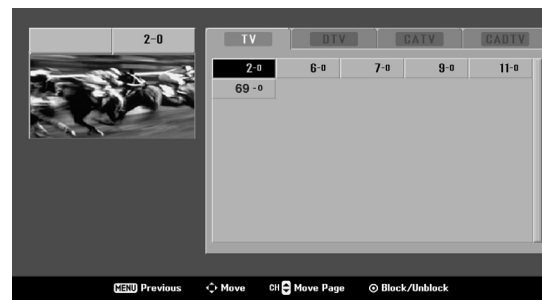 2-0
TV DTV CATV CADTV
2-0 6-0 7-0 9-0 11-0
69 -0
MENU Previous Move CH Move Page Block/Unblock